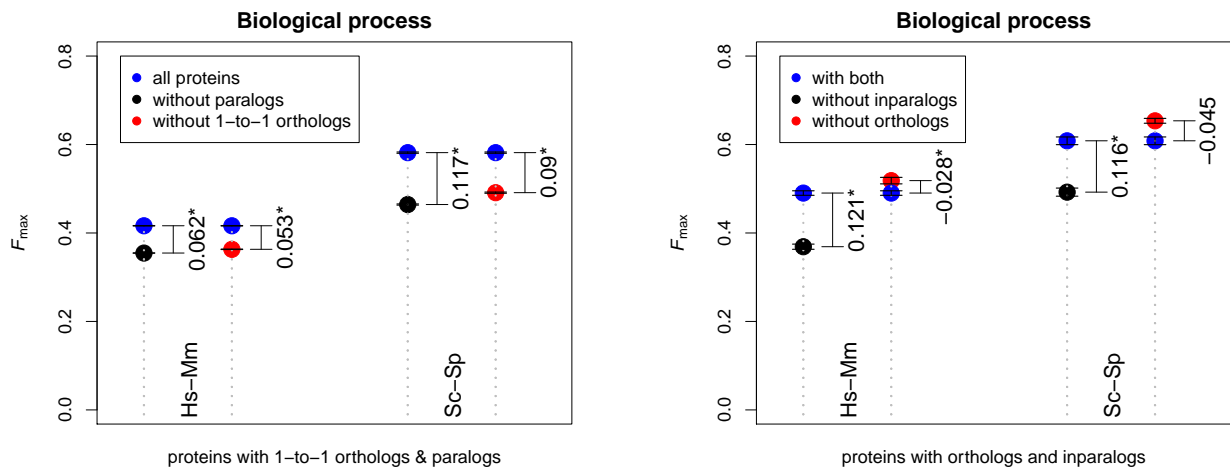 Biological process
0.8
0.6
0.4
0.2
0.0
Fmax
all proteins
without paralogs
without 1−to−1 orthologs
0.062*
0.053*
0.117*
0.09*
Hs−Mm
Sc−Sp
proteins with 1−to−1 orthologs & paralogs
Biological process
0.8
0.6
0.4
0.2
0.0
Fmax
with both
without inparalogs
without orthologs
0.121*
−0.028*
0.116*
−0.045
Hs−Mm
Sc−Sp
proteins with orthologs and inparalogs